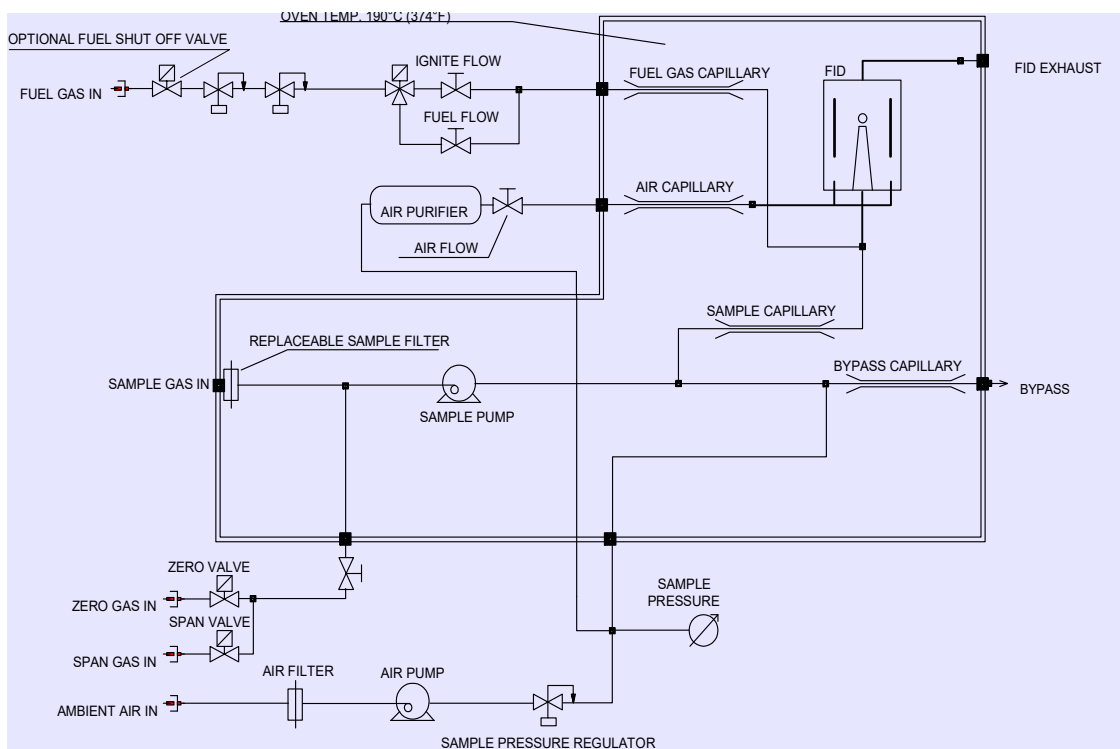 OVEN TEMP. 190°C (374°F)
OPTIONAL FUEL SHUT OFF VALVE
IGNITE FLOW
FUEL GAS CAPILLARY
FID
FID EXHAUST
FUEL GAS IN
FUEL FLOW
AIR CAPILLARY
AIR PURIFIER
AIR FLOW
SAMPLE CAPILLARY
REPLACEABLE SAMPLE FILTER
BYPASS CAPILLARY
SAMPLE GAS IN
BYPASS
SAMPLE PUMP
ZERO VALVE
SAMPLE
PRESSURE
ZERO GAS IN
SPAN VALVE
SPAN GAS IN
AIR FILTER
AIR PUMP
AMBIENT AIR IN
SAMPLE PRESSURE REGULATOR